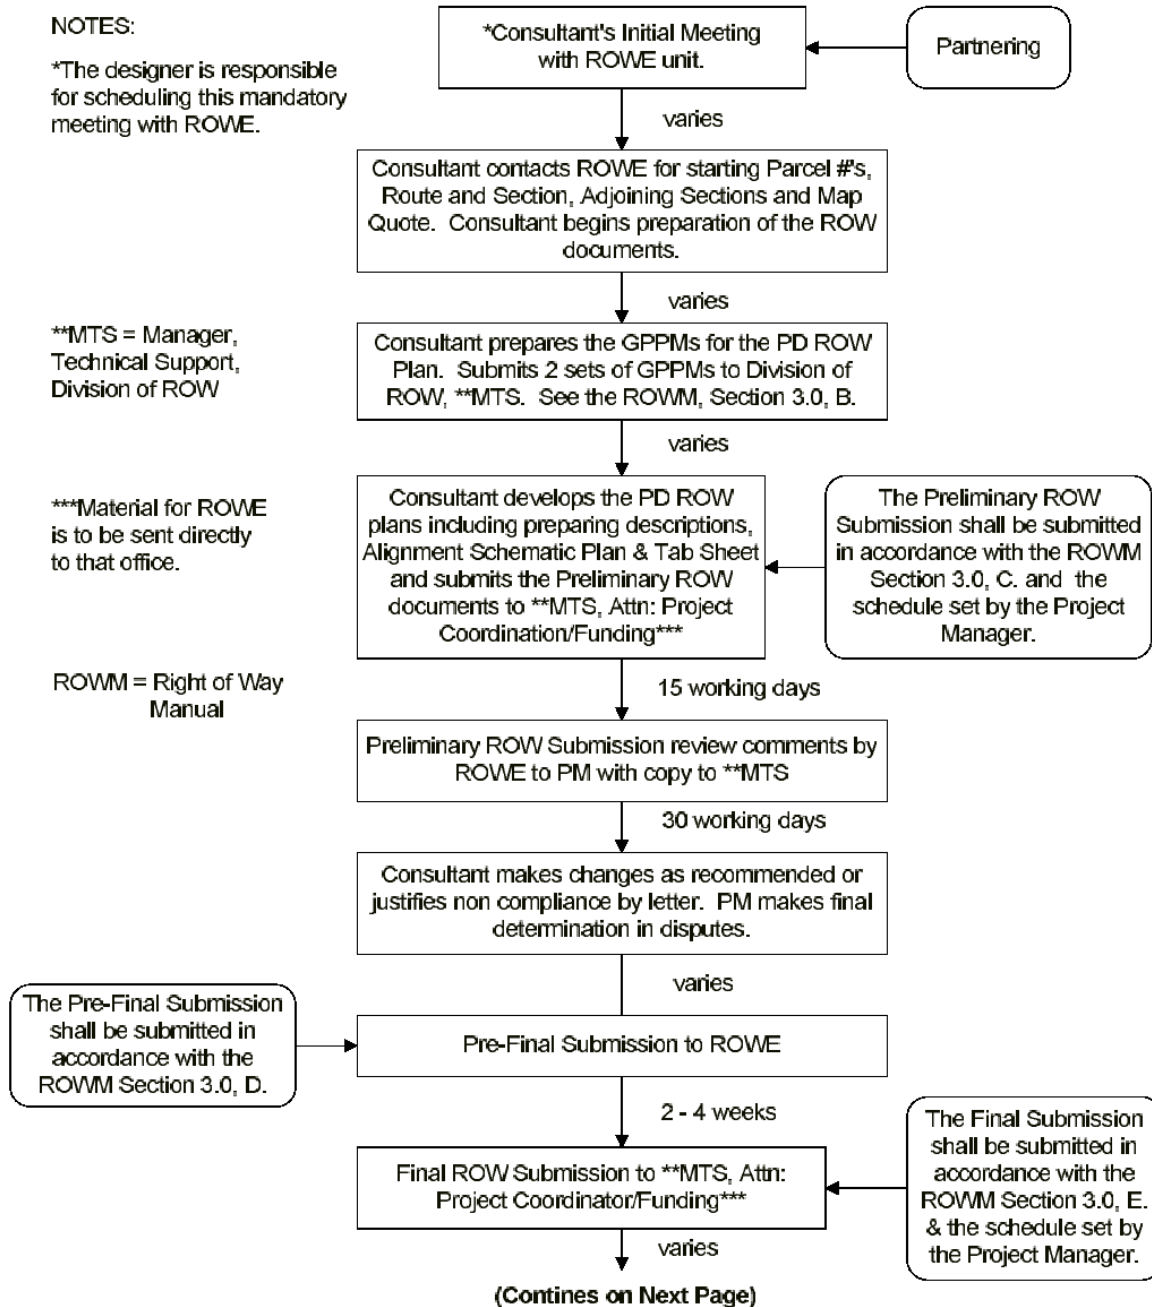 NOTES:
*The designer is responsible
for scheduling this mandatory
meeting with ROWE.
*Consultant's Initial Meeting
with ROWE unit.
Partnering
varies
Consultant contacts ROWE for starting Parcel #'s,
Route and Section, Adjoining Sections and Map
Quote.  Consultant begins preparation of the ROW
documents.
varies
**MTS = Manager,
Technical Support,
Division of ROW
Consultant prepares the GPPMs for the PD ROW
Plan.  Submits 2 sets of GPPMs to Division of
ROW, **MTS.  See the ROWM, Section 3.0, B.
varies
***Material for ROWE
is to be sent directly
to that office.
Consultant develops the PD ROW
plans including preparing descriptions,
Alignment Schematic Plan & Tab Sheet
and submits the Preliminary ROW
documents to **MTS, Attn: Project
Coordination/Funding***
The Preliminary ROW
Submission shall be submitted
in accordance with the ROWM
Section 3.0, C. and  the
schedule set by the Project
Manager.
ROWM = Right of Way
Manual
15 working days
Preliminary ROW Submission review comments by
ROWE to PM with copy to **MTS
30 working days
Consultant makes changes as recommended or
justifies non compliance by letter.  PM makes final
determination in disputes.
varies
The Pre-Final Submission
shall be submitted in
accordance with the
ROWM Section 3.0, D.
Pre-Final Submission to ROWE
2 - 4 weeks
Final ROW Submission to **MTS, Attn:
Project Coordinator/Funding***
The Final Submission
shall be submitted in
accordance with the
ROWM Section 3.0, E.
& the schedule set by
the Project Manager.
varies
(Contines on Next Page)